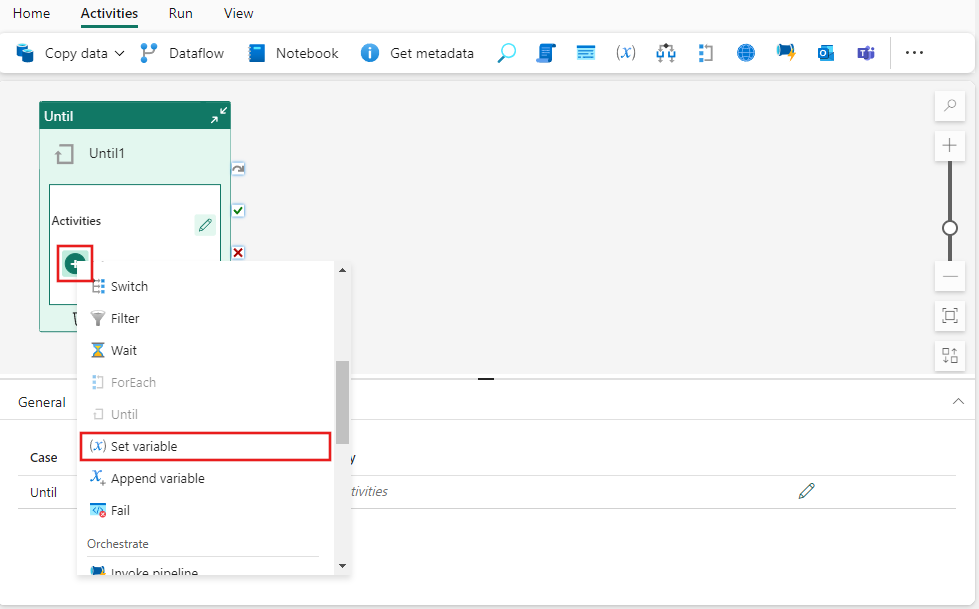 Home Activities Run View
Copy data Dataflow Notebook Get metadata (x)
Until
Until1
Activities
Switch
Filter
Wait
ForEach
Until
(x) Set variable
Append variable
Fail
Orchestrate
Invoke pipeline
General
Case
Until